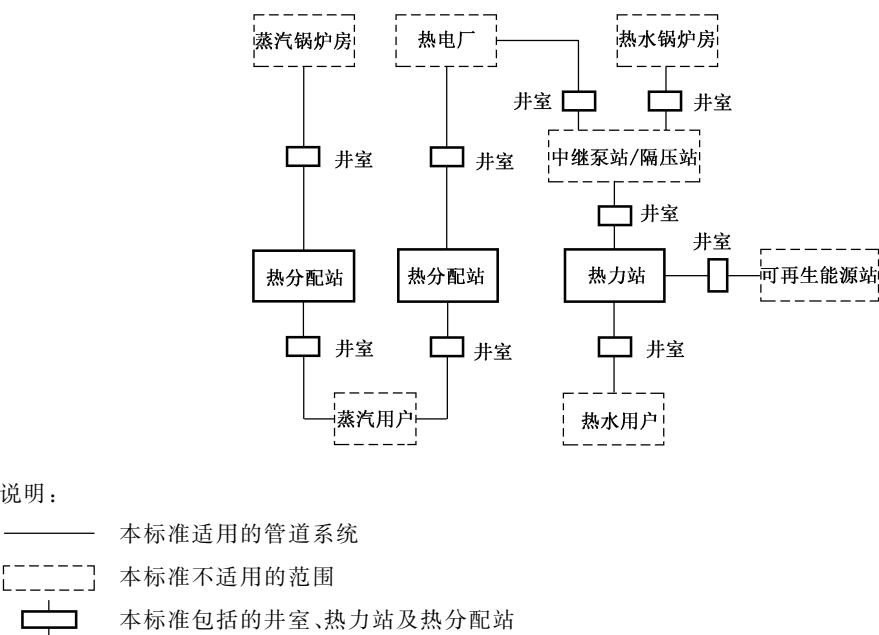 蒸汽锅炉房
热电厂
热水锅炉房
井室
井室
中继泵站/隔压站
井室
井室
井室
井室
热分配站
热分配站
热力站
可再生能源站
井室
井室
井室
蒸汽用户
热水用户
说明:
本标准适用的管道系统
本标准不适用的范围
本标准包括的井室、热力站及热分配站